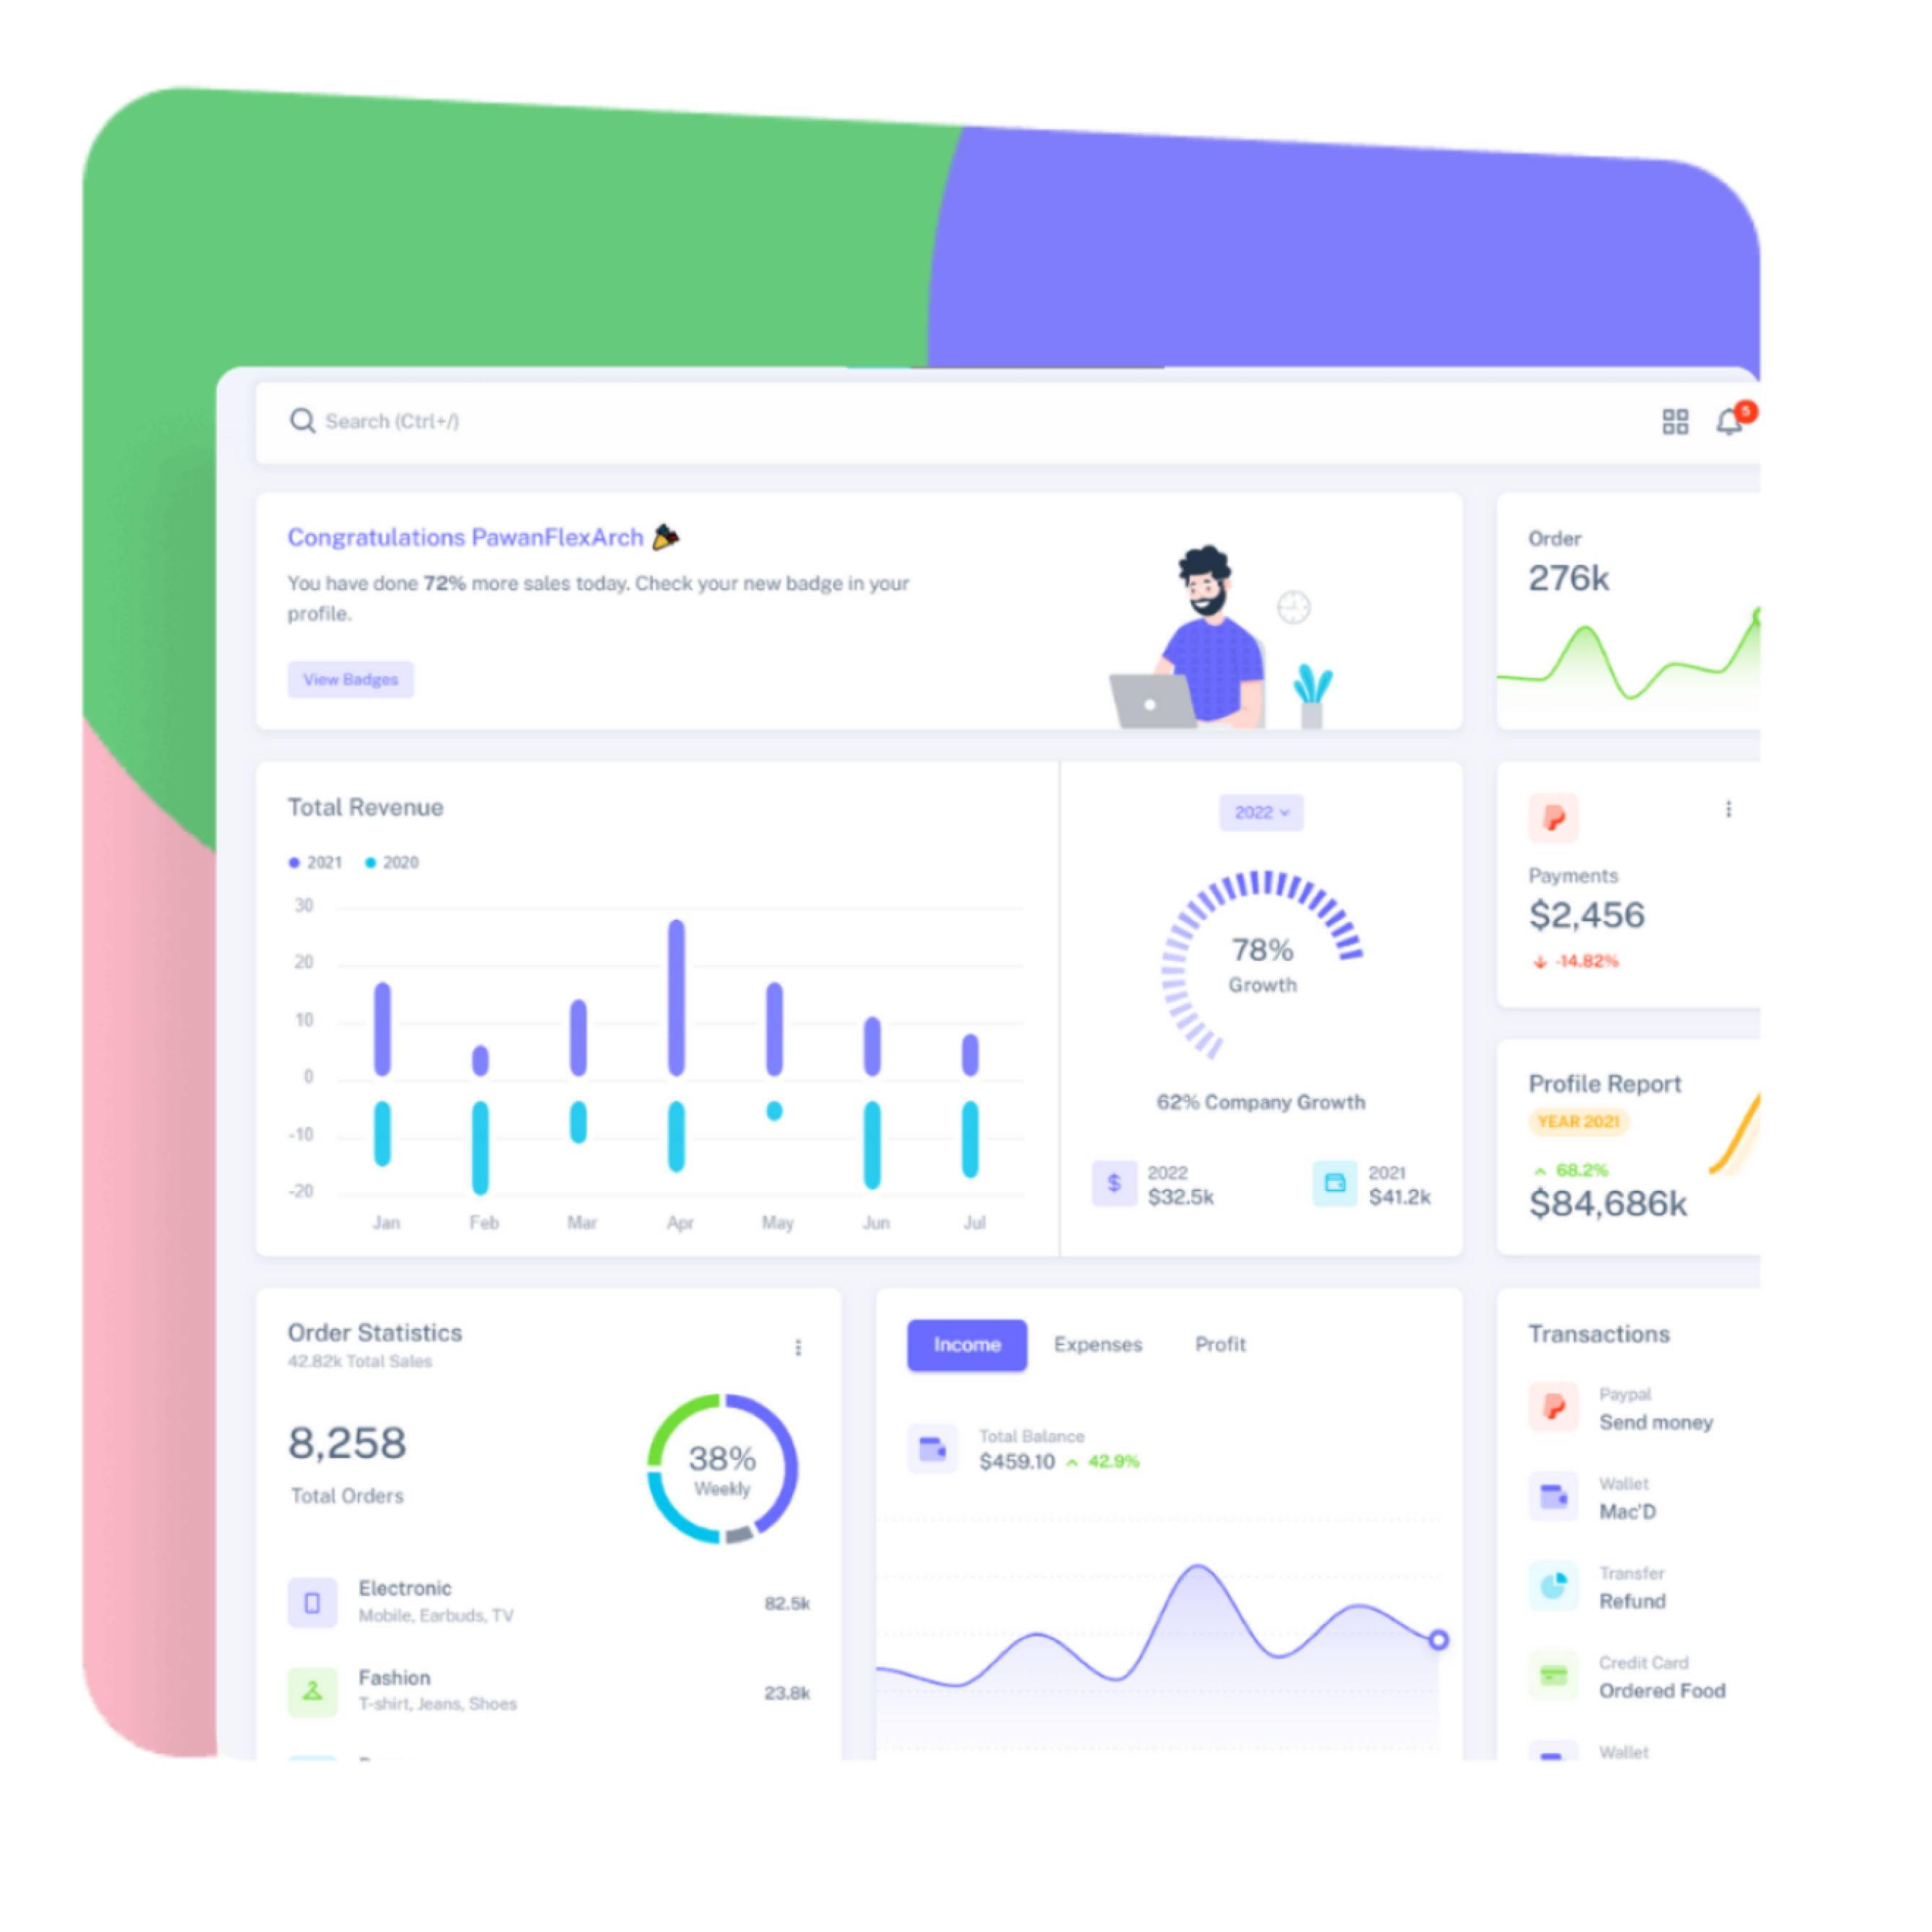 Search (Ctrl+/)
5
Congratulations PawanFlexArch
You have done 72% more sales today. Check your new badge in your
profile.
View Badges
Order
276k
Total Revenue
2021 2020
30
20
10
0
-10
-20
Jan Feb Mar Apr May Jun Jul
2022
78%
Growth
62% Company Growth
2022
$32.5k
2021
$41.2k
Payments
$2,456
-14.82%
Profile Report
YEAR 2021
68.2%
$84,686k
Order Statistics
42.82k Total Sales
8,258
Total Orders
38%
Weekly
Electronic
Mobile, Earbuds, TV
82.5k
Fashion
T-shirt, Jeans, Shoes
23.8k
Income Expenses Profit
Total Balance
$459.10 42.9%
Transactions
Paypal
Send money
Wallet
Mac'D
Transfer
Refund
Credit Card
Ordered Food
Wallet